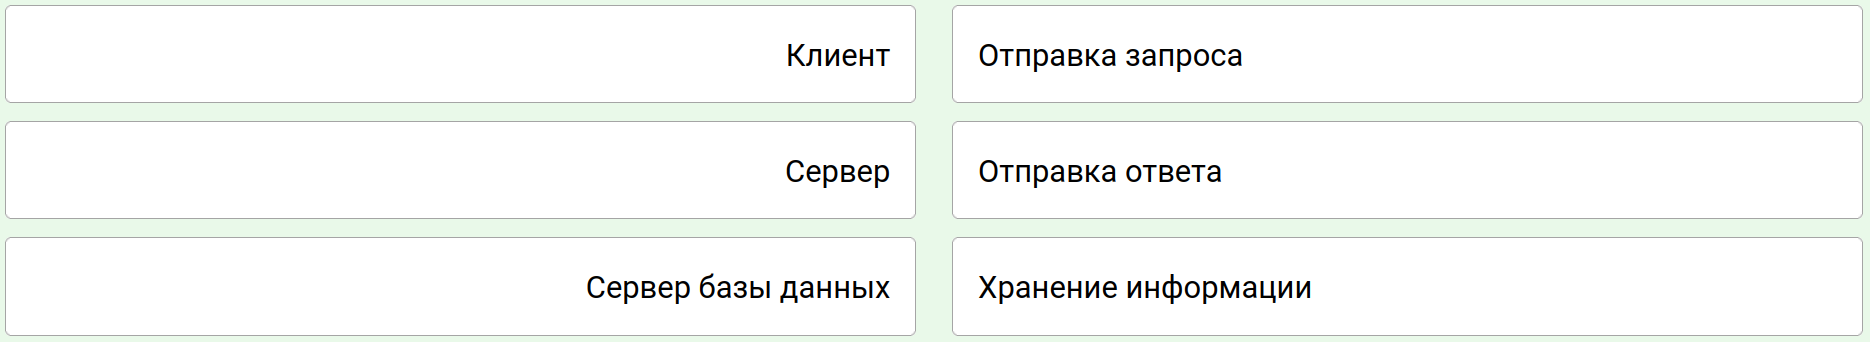 Клиент
Отправка запроса
Сервер
Отправка ответа
Сервер базы данных
Хранение информации